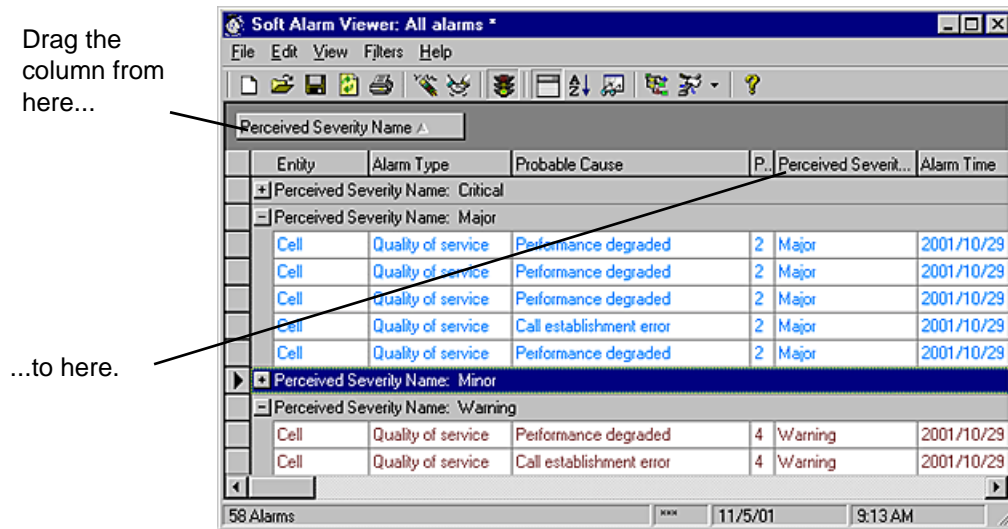 Drag the
column from
here...
...to here.
Soft Alarm Viewer: All alarms *
File Edit View Filters Help
Perceived Severity Name
Entity Alarm Type Probable Cause P.. Perceived Severit... Alarm Time
Perceived Severity Name: Critical
Perceived Severity Name: Major
Cell Quality of service Performance degraded 2 Major 2001/10/29
Cell Quality of service Performance degraded 2 Major 2001/10/29
Cell Quality of service Performance degraded 2 Major 2001/10/29
Cell Quality of service Call establishment error 2 Major 2001/10/29
Cell Quality of service Performance degraded 2 Major 2001/10/29
Perceived Severity Name: Minor
Perceived Severity Name: Warning
Cell Quality of service Performance degraded 4 Warning 2001/10/29
Cell Quality of service Call establishment error 4 Warning 2001/10/29
58 Alarms *** 11/5/01 9:13 AM